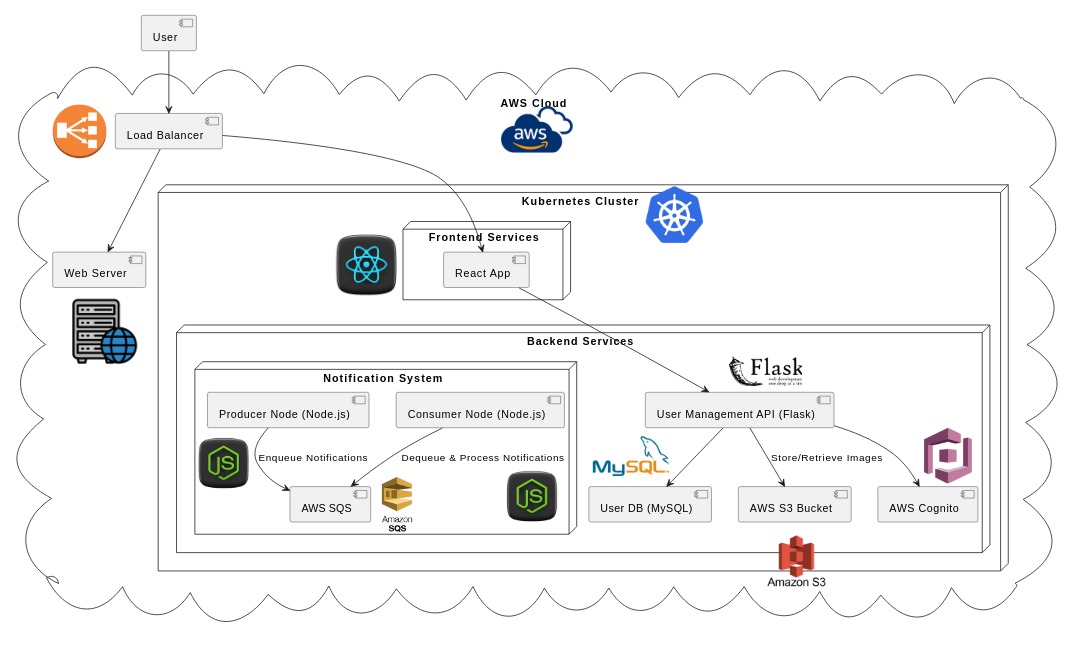 User
AWS Cloud
aws
Load Balancer
Kubernetes Cluster
Frontend Services
React App
Web Server
Backend Services
Flask
web development
one drop at a time
Notification System
Producer Node (Node.js)
Consumer Node (Node.js)
User Management API (Flask)
JS
Enqueue Notifications
Dequeue & Process Notifications
MySQL
Store/Retrieve Images
JS
AWS SQS
Amazon
SQS
User DB (MySQL)
AWS S3 Bucket
AWS Cognito
Amazon S3